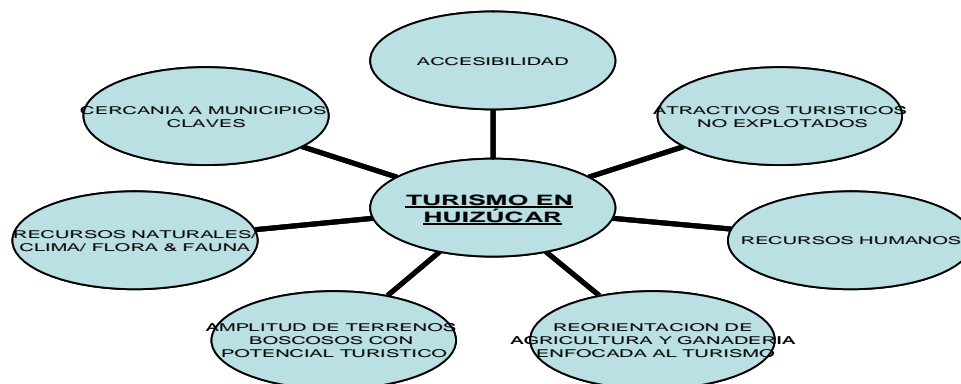 ACCESIBILIDAD
CERCANIA A MUNICIPIOS
CLAVES
ATRACTIVOS TURISTICOS
NO EXPLOTADOS
TURISMO EN
HUIZÚCAR
RECURSOS NATURALES/
CLIMA/ FLORA & FAUNA
RECURSOS HUMANOS
AMPLITUD DE TERRENOS
BOSCOSOS CON
POTENCIAL TURISTICO
REORIENTACION DE
AGRICULTURA Y GANADERIA
ENFOCADA AL TURISMO